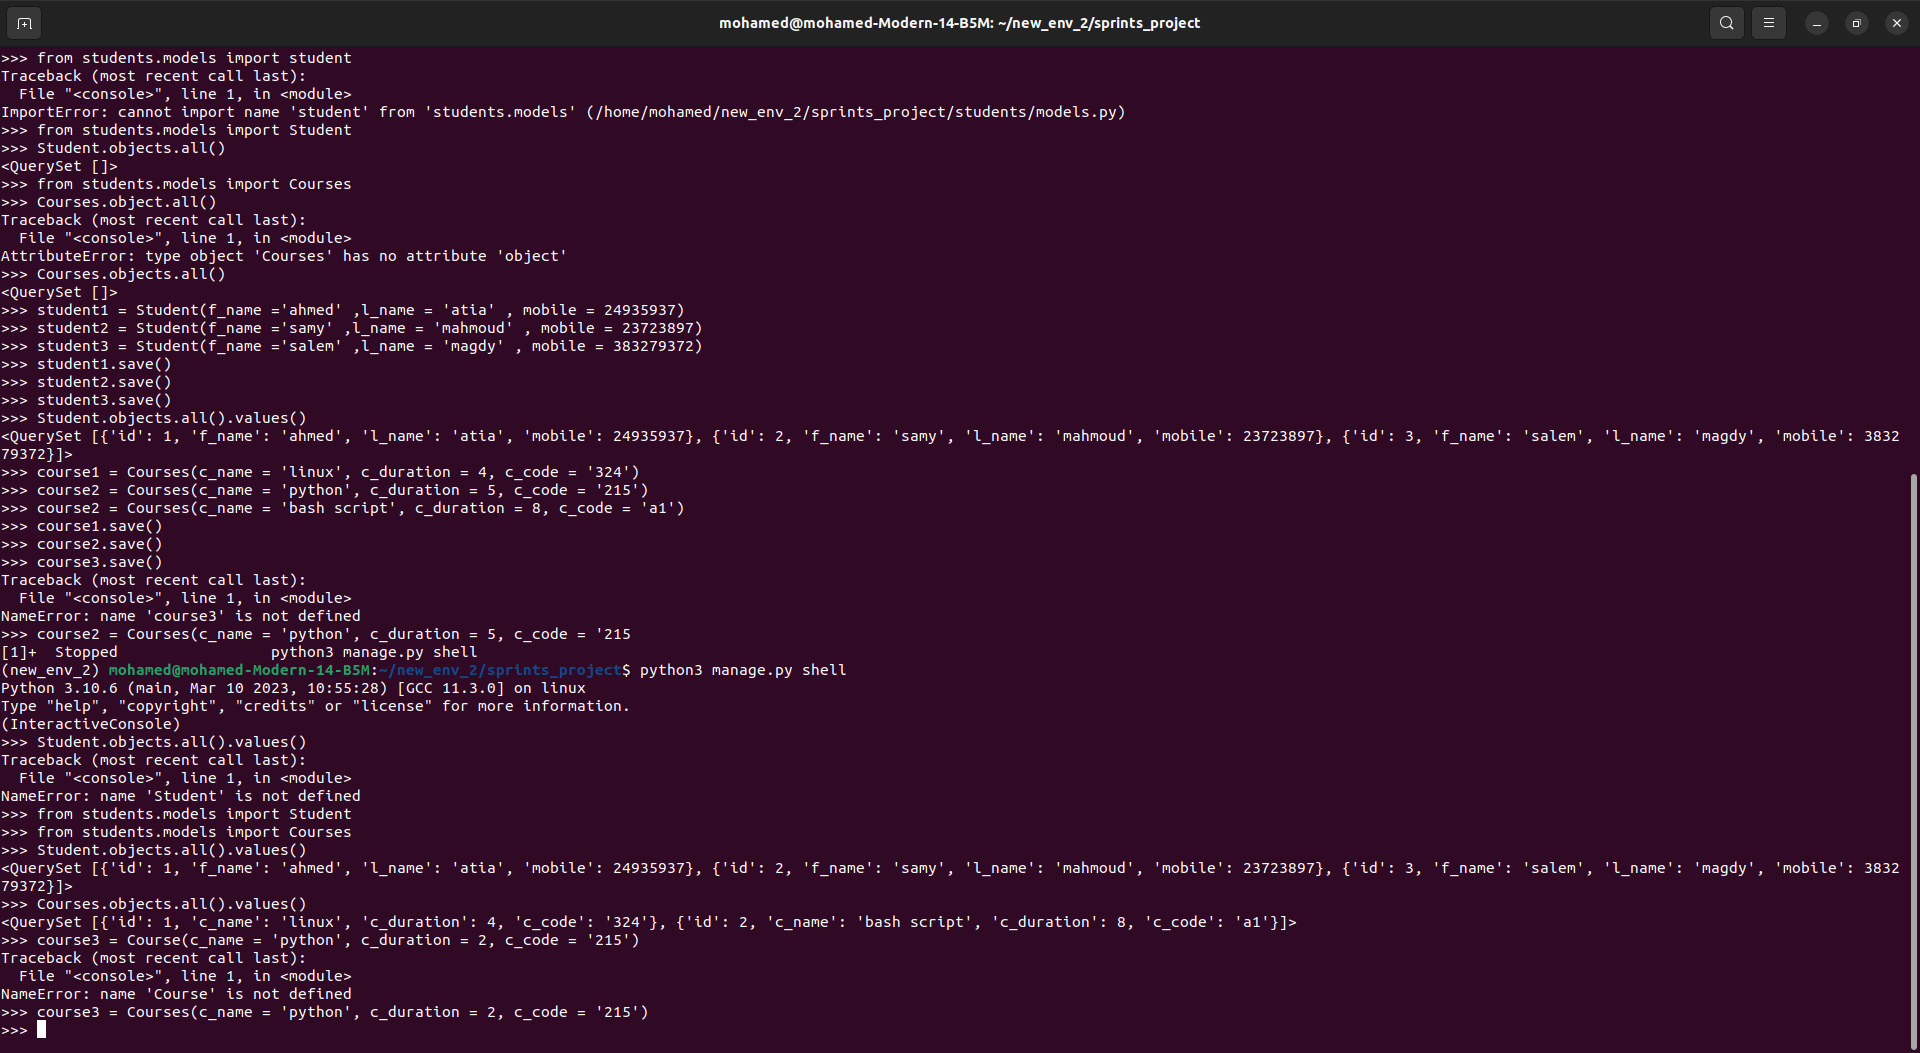 mohamed@mohamed-Modern-14-B5M: ~/new_env_2/sprints_project
>>> from students.models import student
Traceback (most recent call last):
  File "<console>", line 1, in <module>
ImportError: cannot import name 'student' from 'students.models' (/home/mohamed/new_env_2/sprints_project/students/models.py)
>>> from students.models import Student
>>> Student.objects.all()
<QuerySet []>
>>> from students.models import Courses
>>> Courses.object.all()
Traceback (most recent call last):
  File "<console>", line 1, in <module>
AttributeError: type object 'Courses' has no attribute 'object'
>>> Courses.objects.all()
<QuerySet []>
>>> student1 = Student(f_name ='ahmed' ,l_name = 'atia' , mobile = 24935937)
>>> student2 = Student(f_name ='samy' ,l_name = 'mahmoud' , mobile = 23723897)
>>> student3 = Student(f_name ='salem' ,l_name = 'magdy' , mobile = 383279372)
>>> student1.save()
>>> student2.save()
>>> student3.save()
>>> Student.objects.all().values()
<QuerySet [{'id': 1, 'f_name': 'ahmed', 'l_name': 'atia', 'mobile': 24935937}, {'id': 2, 'f_name': 'samy', 'l_name': 'mahmoud', 'mobile': 23723897}, {'id': 3, 'f_name': 'salem', 'l_name': 'magdy', 'mobile': 3832
79372}]>
>>> course1 = Courses(c_name = 'linux', c_duration = 4, c_code = '324')
>>> course2 = Courses(c_name = 'python', c_duration = 5, c_code = '215')
>>> course2 = Courses(c_name = 'bash script', c_duration = 8, c_code = 'a1')
>>> course1.save()
>>> course2.save()
>>> course3.save()
Traceback (most recent call last):
  File "<console>", line 1, in <module>
NameError: name 'course3' is not defined
>>> course2 = Courses(c_name = 'python', c_duration = 5, c_code = '215
[1]+  Stopped                 python3 manage.py shell
(new_env_2) mohamed@mohamed-Modern-14-B5M:~/new_env_2/sprints_project$ python3 manage.py shell
Python 3.10.6 (main, Mar 10 2023, 10:55:28) [GCC 11.3.0] on linux
Type "help", "copyright", "credits" or "license" for more information.
(InteractiveConsole)
>>> Student.objects.all().values()
Traceback (most recent call last):
  File "<console>", line 1, in <module>
NameError: name 'Student' is not defined
>>> from students.models import Student
>>> from students.models import Courses
>>> Student.objects.all().values()
<QuerySet [{'id': 1, 'f_name': 'ahmed', 'l_name': 'atia', 'mobile': 24935937}, {'id': 2, 'f_name': 'samy', 'l_name': 'mahmoud', 'mobile': 23723897}, {'id': 3, 'f_name': 'salem', 'l_name': 'magdy', 'mobile': 3832
79372}]>
>>> Courses.objects.all().values()
<QuerySet [{'id': 1, 'c_name': 'linux', 'c_duration': 4, 'c_code': '324'}, {'id': 2, 'c_name': 'bash script', 'c_duration': 8, 'c_code': 'a1'}]>
>>> course3 = Course(c_name = 'python', c_duration = 2, c_code = '215')
Traceback (most recent call last):
  File "<console>", line 1, in <module>
NameError: name 'Course' is not defined
>>> course3 = Courses(c_name = 'python', c_duration = 2, c_code = '215')
>>>